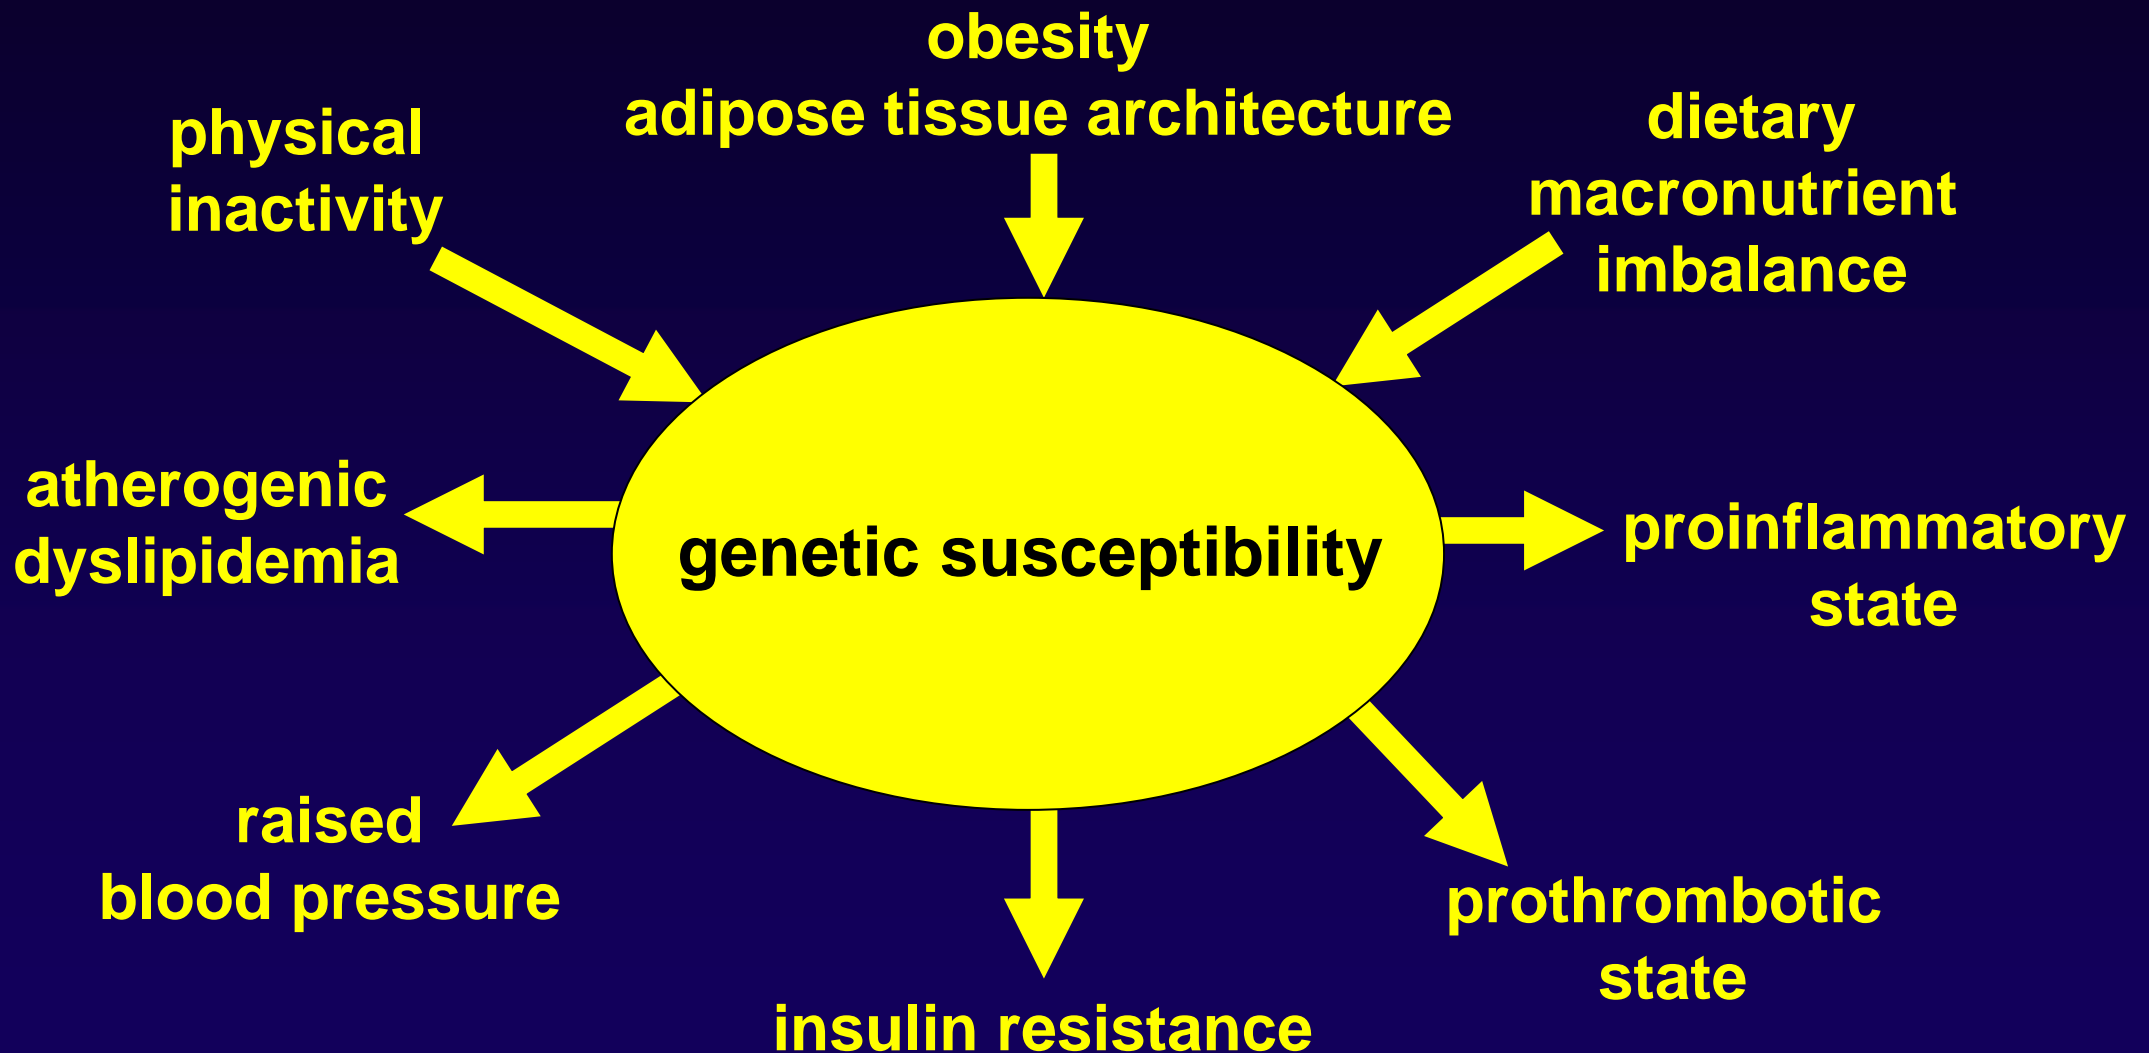 obesity
adipose tissue architecture
physical
inactivity
dietary
macronutrient
imbalance
atherogenic
dyslipidemia
genetic susceptibility
proinflammatory
state
raised
blood pressure
prothrombotic
state
insulin resistance